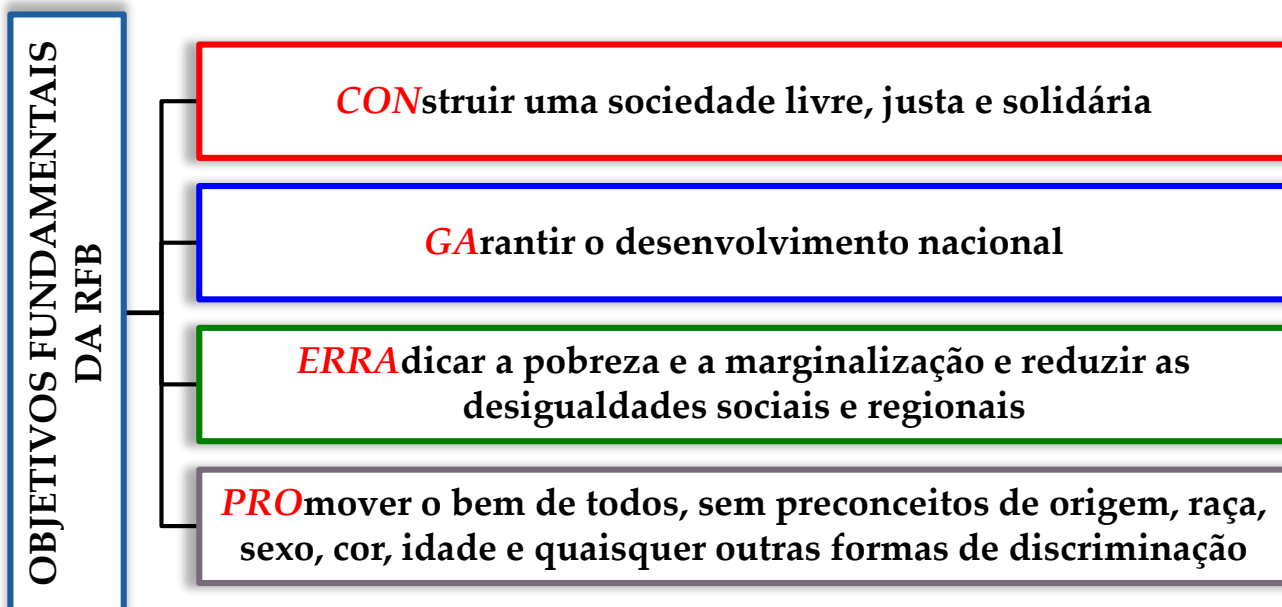 OBJETIVOS FUNDAMENTAIS
DA RFB
CONstruir uma sociedade livre, justa e solidária
GArantir o desenvolvimento nacional
ERRAdicar a pobreza e a marginalização e reduzir as
desigualdades sociais e regionais
PROmover o bem de todos, sem preconceitos de origem, raça,
sexo, cor, idade e quaisquer outras formas de discriminação